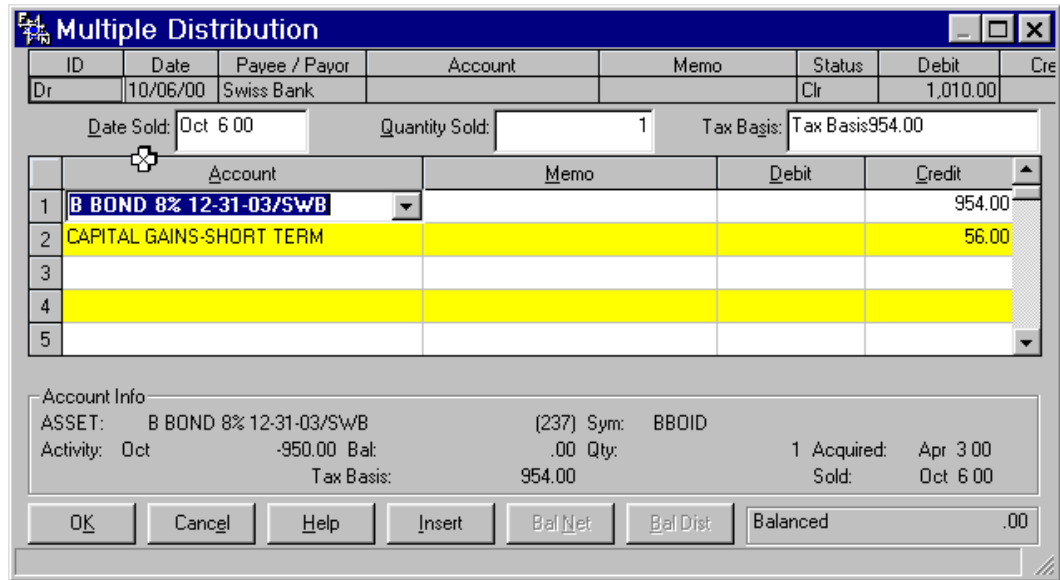 Multiple Distribution
ID Date Payee / Payor Account Memo Status Debit Cre
Dr 10/06/00 Swiss Bank Clr 1,010.00
Date Sold: Oct 6 00 Quantity Sold: 1 Tax Basis: Tax Basis954.00
Account Memo Debit Credit
1 B BOND 8% 12-31-03/SWB 954.00
2 CAPITAL GAINS-SHORT TERM 56.00
3
4
5
Account Info
ASSET: B BOND 8% 12-31-03/SWB (237) Sym: BBOID
Activity: Oct -950.00 Bal: .00 Qty: 1 Acquired: Apr 3 00
Tax Basis: 954.00 Sold: Oct 6 00
OK Cancel Help Insert Bal Net Bal Dist Balanced .00